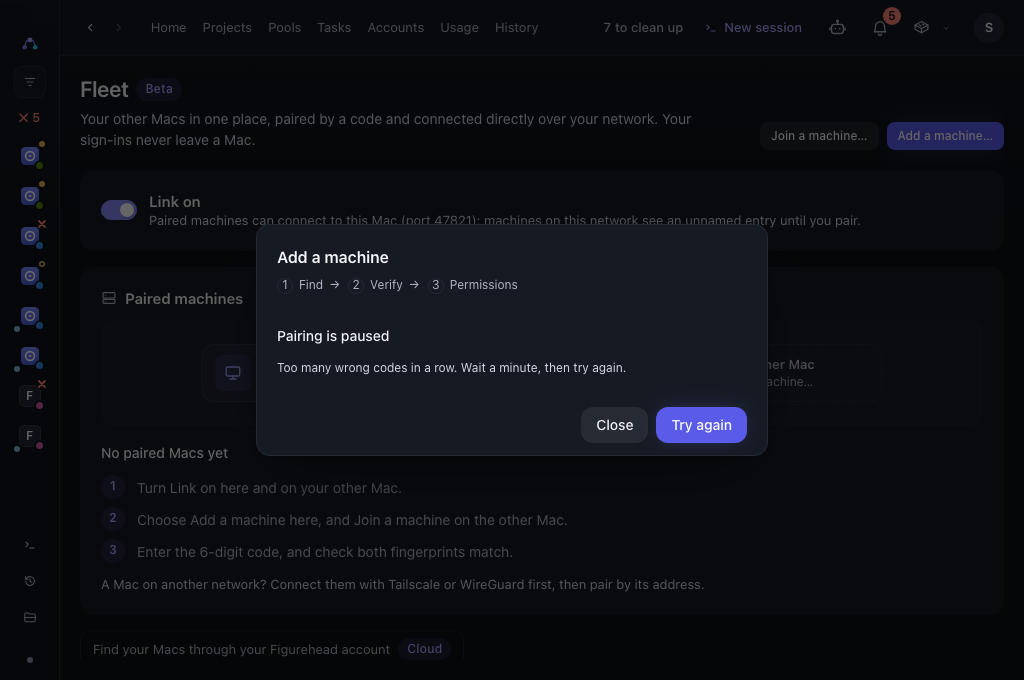 Home Projects Pools Tasks Accounts Usage History 7 to clean up >_ New session 5 S
5
Fleet Beta
Your other Macs in one place, paired by a code and connected directly over your network. Your
sign-ins never leave a Mac.
Join a machine... Add a machine...
Link on
Paired machines can connect to this Mac (port 47821); machines on this network see an unnamed entry until you pair.
Add a machine
1 Find → 2 Verify → 3 Permissions
Paired machines
Pairing is paused
Too many wrong codes in a row. Wait a minute, then try again.
Close Try again
F
F
No paired Macs yet
1 Turn Link on here and on your other Mac.
2 Choose Add a machine here, and Join a machine on the other Mac.
3 Enter the 6-digit code, and check both fingerprints match.
A Mac on another network? Connect them with Tailscale or WireGuard first, then pair by its address.
Find your Macs through your Figurehead account Cloud